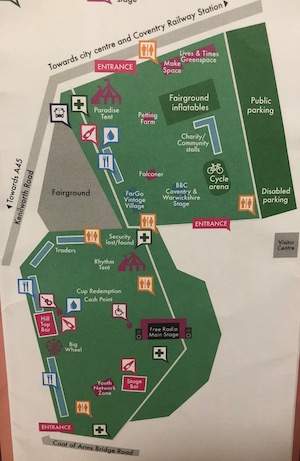 stage
Towards city centre and Coventry Railway Station
ENTRANCE
Lives & Times
Greenspace
Make
Space
Paradise
Tent
Petting
Farm
Fairground
inflatables
Public
parking
Charity/
Community
stalls
Towards A45
Kenilworth Road
Fairground
Falconer
Cycle
arena
FarGo
Vintage
Village
BBC
Coventry &
Warwickshire
Stage
Disabled
parking
ENTRANCE
Security
lost/found
Traders
Visitor
Centre
Rhythm
Tent
Cup Redemption
Cash Point
Hill
Top
Bar
Free Radio
Main Stage
Big
Wheel
Youth
Network
Zone
Stage
Bar
ENTRANCE
Coat of Arms Bridge Road